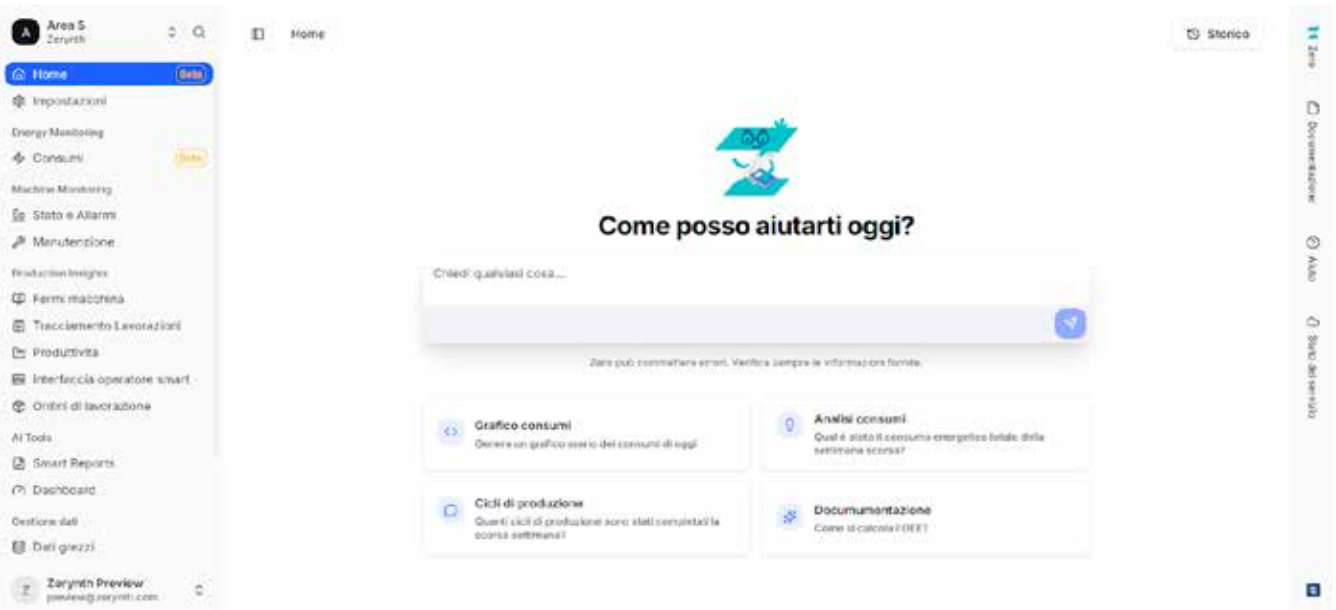 Area 5
Zerynth
Home
Beta
Impostazioni
Energy Monitoring
Consumi
Beta
Machine Monitoring
Stato e Allarmi
Manutenzione
Production Insights
Fermi macchina
Tracciamento Lavorazioni
Produttività
Interfaccia operatore smart
Ordini di lavorazione
AI Tools
Smart Reports
Dashboard
Gestione dati
Dati grezzi
Zerynth Preview
preview@zerynth.com
Home
Storico
Come posso aiutarti oggi?
Chiedi qualsiasi cosa...
Zero può commettere errori. Verifica sempre le informazioni fornite.
Grafico consumi
Genera un grafico orario dei consumi di oggi
Analisi consumi
Qual è stato il consumo energetico totale della
settimana scorsa?
Cicli di produzione
Quanti cicli di produzione sono stati completati la
scorsa settimana?
Documumentazione
Come si calcola l'OEE?
Zero
Documentazione
Aiuto
Stato del servizio